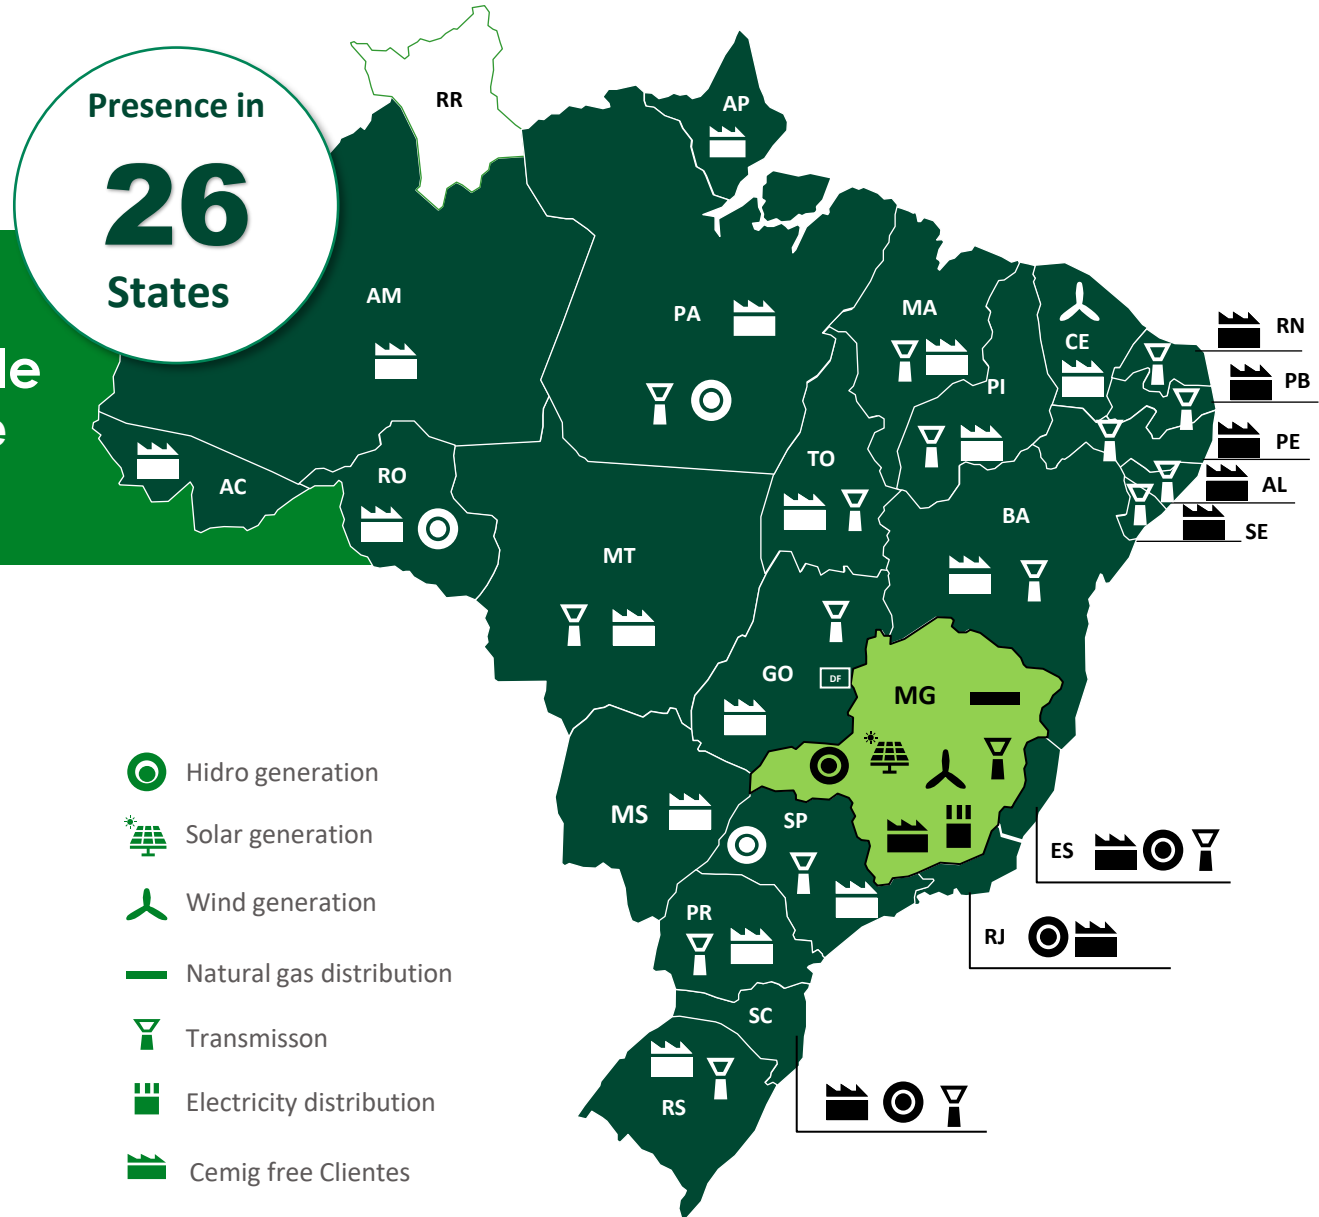 Presence in
26
States
le
e
RR
AP
AM
PA
MA
CE
PI
RN
PB
PE
AL
SE
AC
RO
TO
BA
MT
GO
DF
MG
MS
SP
ES
PR
RJ
SC
RS
Hidro generation
Solar generation
Wind generation
Natural gas distribution
Transmisson
Electricity distribution
Cemig free Clientes